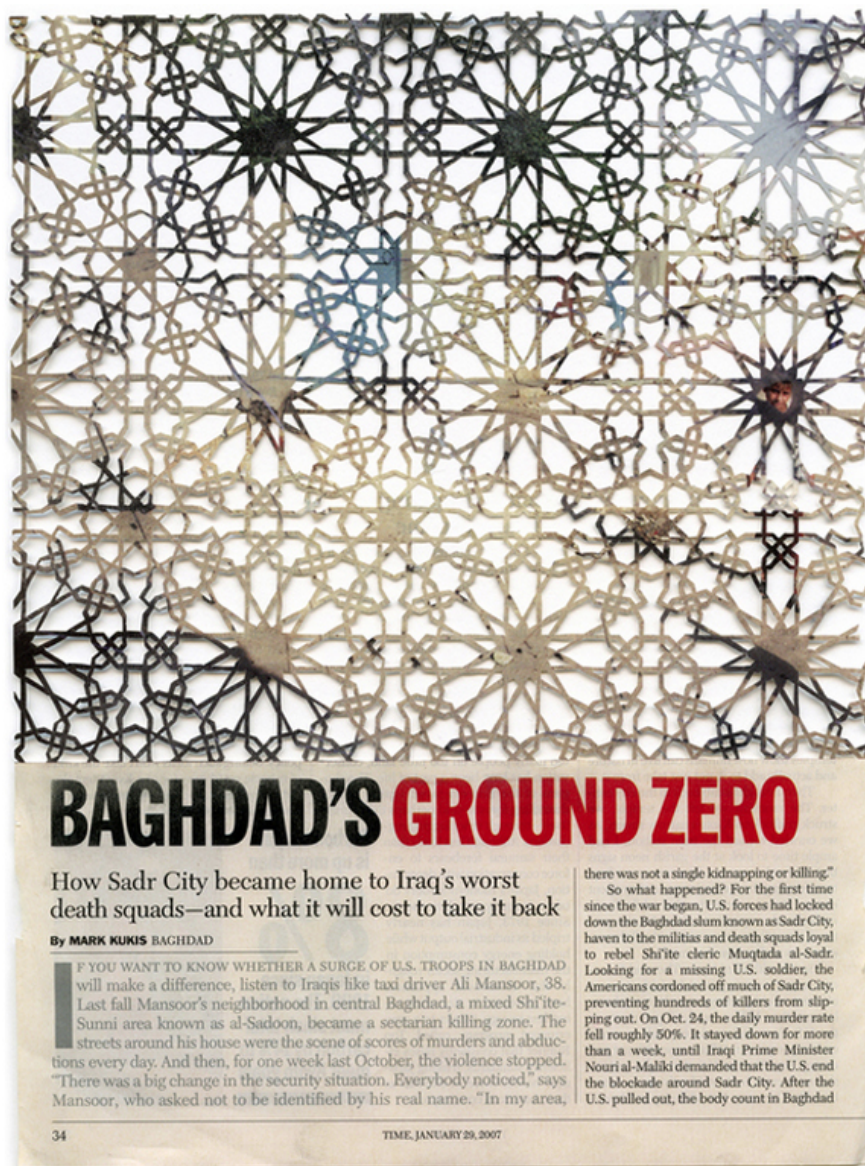 BAGHDAD'S GROUND ZERO
How Sadr City became home to Iraq's worst
death squads—and what it will cost to take it back
By MARK KUKIS BAGHDAD
IF YOU WANT TO KNOW WHETHER A SURGE OF U.S. TROOPS IN BAGHDAD
will make a difference, listen to Iraqis like taxi driver Ali Mansoor, 38.
Last fall Mansoor's neighborhood in central Baghdad, a mixed Shi'ite-
Sunni area known as al-Sadoon, became a sectarian killing zone. The
streets around his house were the scene of scores of murders and abduc-
tions every day. And then, for one week last October, the violence stopped.
"There was a big change in the security situation. Everybody noticed," says
Mansoor, who asked not to be identified by his real name. "In my area,
there was not a single kidnapping or killing."
So what happened? For the first time
since the war began, U.S. forces had locked
down the Baghdad slum known as Sadr City,
haven to the militias and death squads loyal
to rebel Shi'ite cleric Muqtada al-Sadr.
Looking for a missing U.S. soldier, the
Americans cordoned off much of Sadr City,
preventing hundreds of killers from slip-
ping out. On Oct. 24, the daily murder rate
fell roughly 50%. It stayed down for more
than a week, until Iraqi Prime Minister
Nouri al-Maliki demanded that the U.S. end
the blockade around Sadr City. After the
U.S. pulled out, the body count in Baghdad
34
TIME, JANUARY 29, 2007